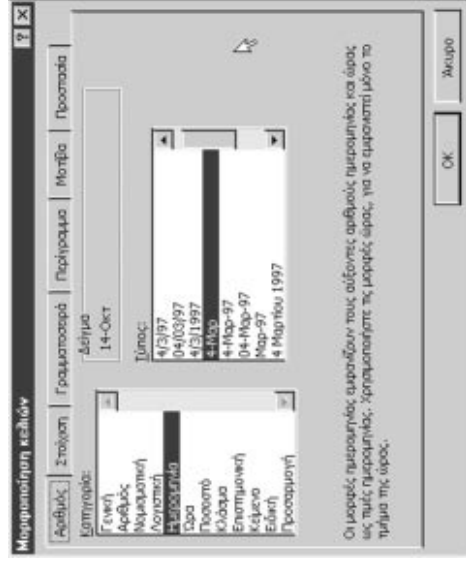 Μορφοποίηση κελιών
Αριθμός Στοίχιση Γραμματοσειρά Περίγραμμα Μοτίβα Προστασία
Κατηγορία:
Γενική
Αριθμός
Νομισματική
Λογιστική
Ημερομηνία
Ώρα
Ποσοστό
Κλάσμα
Επιστημονική
Κείμενο
Ειδική
Προσαρμογή
Δείγμα
14-Οκτ
Τύπος:
4/3/97
04/03/97
4/3/1997
4-Μαρ
4-Μαρ-97
04-Μαρ-97
Μαρ-97
4 Μαρτίου 1997
Οι μορφές ημερομηνίας εμφανίζουν τους αύξοντες αριθμούς ημερομηνίας και ώρας
ως τιμές ημερομηνίας. Χρησιμοποιήστε τις μορφές ώρας, για να εμφανιστεί μόνο το
τμήμα της ώρας.
OK Άκυρο